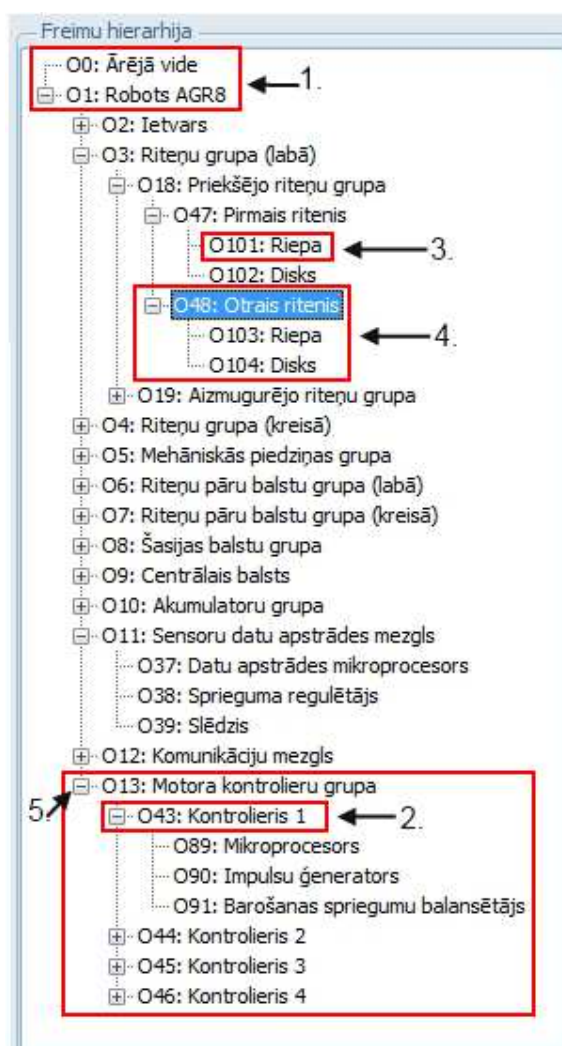 Freimu hierarhija
O0: Ārējā vide
1.
O1: Robots AGR8
O2: Ietvars
O3: Riteņu grupa (labā)
O18: Priekšējo riteņu grupa
O47: Pirmais ritenis
O101: Riepa
3.
O102: Disks
O48: Otrais ritenis
O103: Riepa
4.
O104: Disks
O19: Aizmugurējo riteņu grupa
O4: Riteņu grupa (kreisā)
O5: Mehāniskās piedziņas grupa
O6: Riteņu pāru balstu grupa (labā)
O7: Riteņu pāru balstu grupa (kreisā)
O8: Šasijas balstu grupa
O9: Centrālais balsts
O10: Akumulatoru grupa
O11: Sensoru datu apstrādes mezgls
O37: Datu apstrādes mikroprocesors
O38: Sprieguma regulētājs
O39: Slēdzis
O12: Komunikāciju mezgls
O13: Motora kontrolieru grupa
5.
O43: Kontrolieris 1
2.
O89: Mikroprocesors
O90: Impulsu ģenerators
O91: Barošanas spriegumu balansētājs
O44: Kontrolieris 2
O45: Kontrolieris 3
O46: Kontrolieris 4